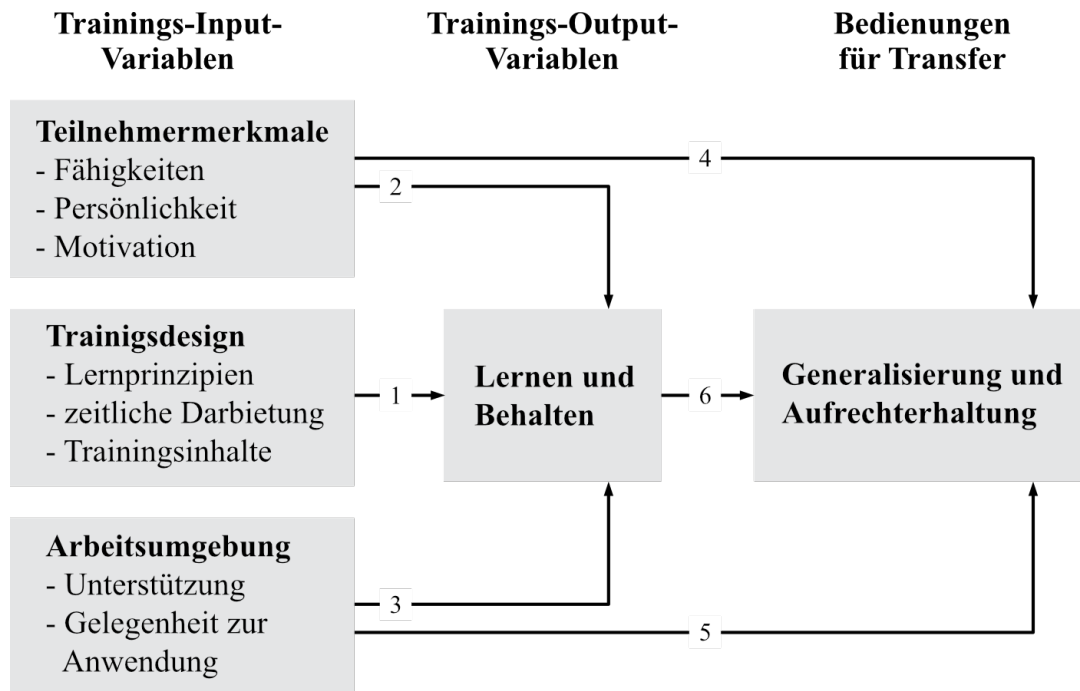 Trainings-Input-
Variablen
Trainings-Output-
Variablen
Bedienungen
für Transfer
Teilnehmermerkmale
- Fähigkeiten
- Persönlichkeit
- Motivation
4
2
Trainigsdesign
- Lernprinzipien
- zeitliche Darbietung
- Trainingsinhalte
1
Lernen und
Behalten
6
Generalisierung und
Aufrechterhaltung
Arbeitsumgebung
- Unterstützung
- Gelegenheit zur
Anwendung
3
5